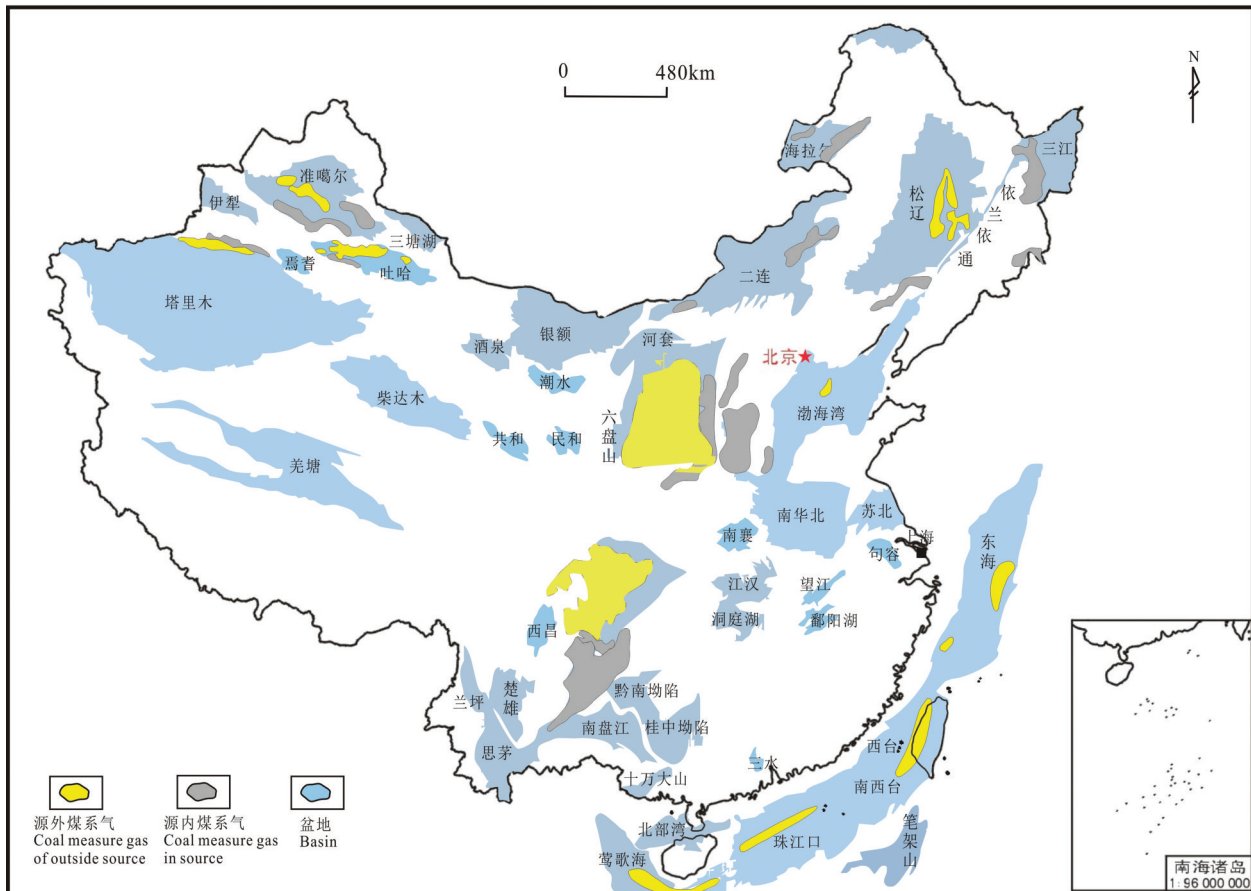 0 480km
N
海拉尔
三江
松辽
依兰依通
准噶尔
伊犁
三塘湖
焉耆
吐哈
塔里木
二连
银额
河套
酒泉
北京
潮水
柴达木
渤海湾
六盘山
共和
民和
羌塘
南华北
苏北
南襄
上海
句容
东海
江汉
望江
洞庭湖
鄱阳湖
西昌
兰坪
楚雄
黔南坳陷
南盘江
桂中坳陷
思茅
西台
三水
十万大山
南西台
北部湾
珠江口
笔架山
莺歌海
源外煤系气
Coal measure gas
of outside source
源内煤系气
Coal measure gas
in source
盆地
Basin
南海诸岛
1:96 000 000